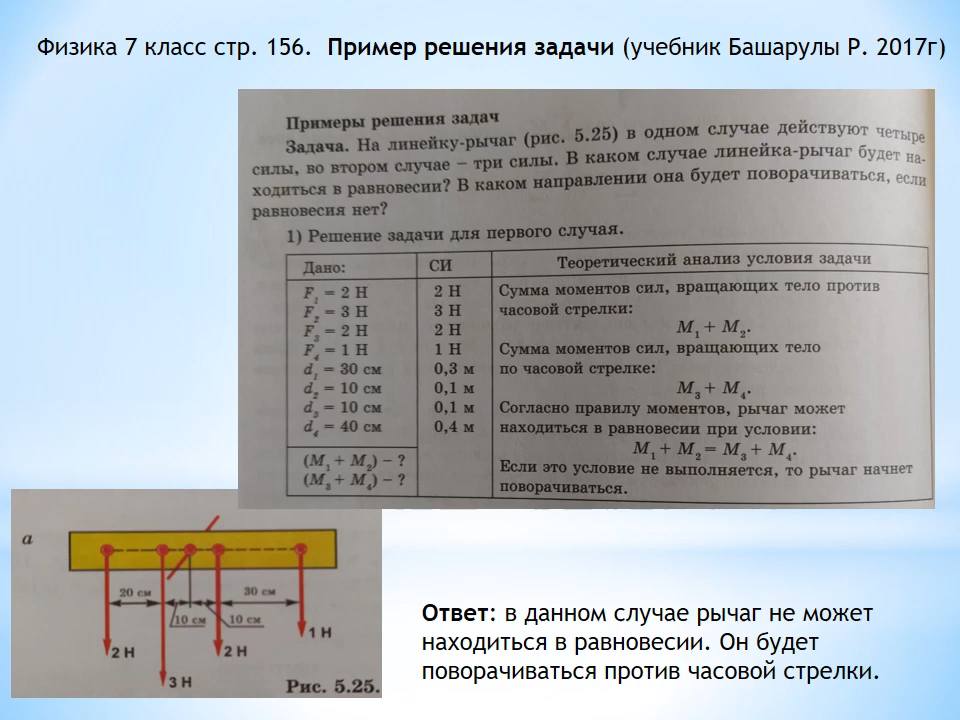 Физика 7 класс стр. 156. Пример решения задачи (учебник Башарулы Р. 2017г)
Примеры решения задач
Задача. На линейку-рычаг (рис. 5.25) в одном случае действуют четыре
силы, во втором случае – три силы. В каком случае линейка-рычаг будет на-
ходиться в равновесии? В каком направлении она будет поворачиваться, если
равновесия нет?
1) Решение задачи для первого случая.
Дано: СИ Теоретический анализ условия задачи
F₁ = 2 Н
F₂ = 3 Н
F₃ = 2 Н
F₄ = 1 Н
d₁ = 30 см
d₂ = 10 см
d₃ = 10 см
d₄ = 40 см
(M₁ + M₂) – ?
(M₃ + M₄) – ?
2 Н
3 Н
2 Н
1 Н
0,3 м
0,1 м
0,1 м
0,4 м
Сумма моментов сил, вращающих тело против
часовой стрелки:
M₁ + M₂.
Сумма моментов сил, вращающих тело
по часовой стрелке:
M₃ + M₄.
Согласно правилу моментов, рычаг может
находиться в равновесии при условии:
M₁ + M₂ = M₃ + M₄.
Если это условие не выполняется, то рычаг начнет
поворачиваться.
а
20 см 30 см
10 см 10 см
2 Н 2 Н 1 Н
3 Н
Рис. 5.25.
Ответ: в данном случае рычаг не может
находиться в равновесии. Он будет
поворачиваться против часовой стрелки.